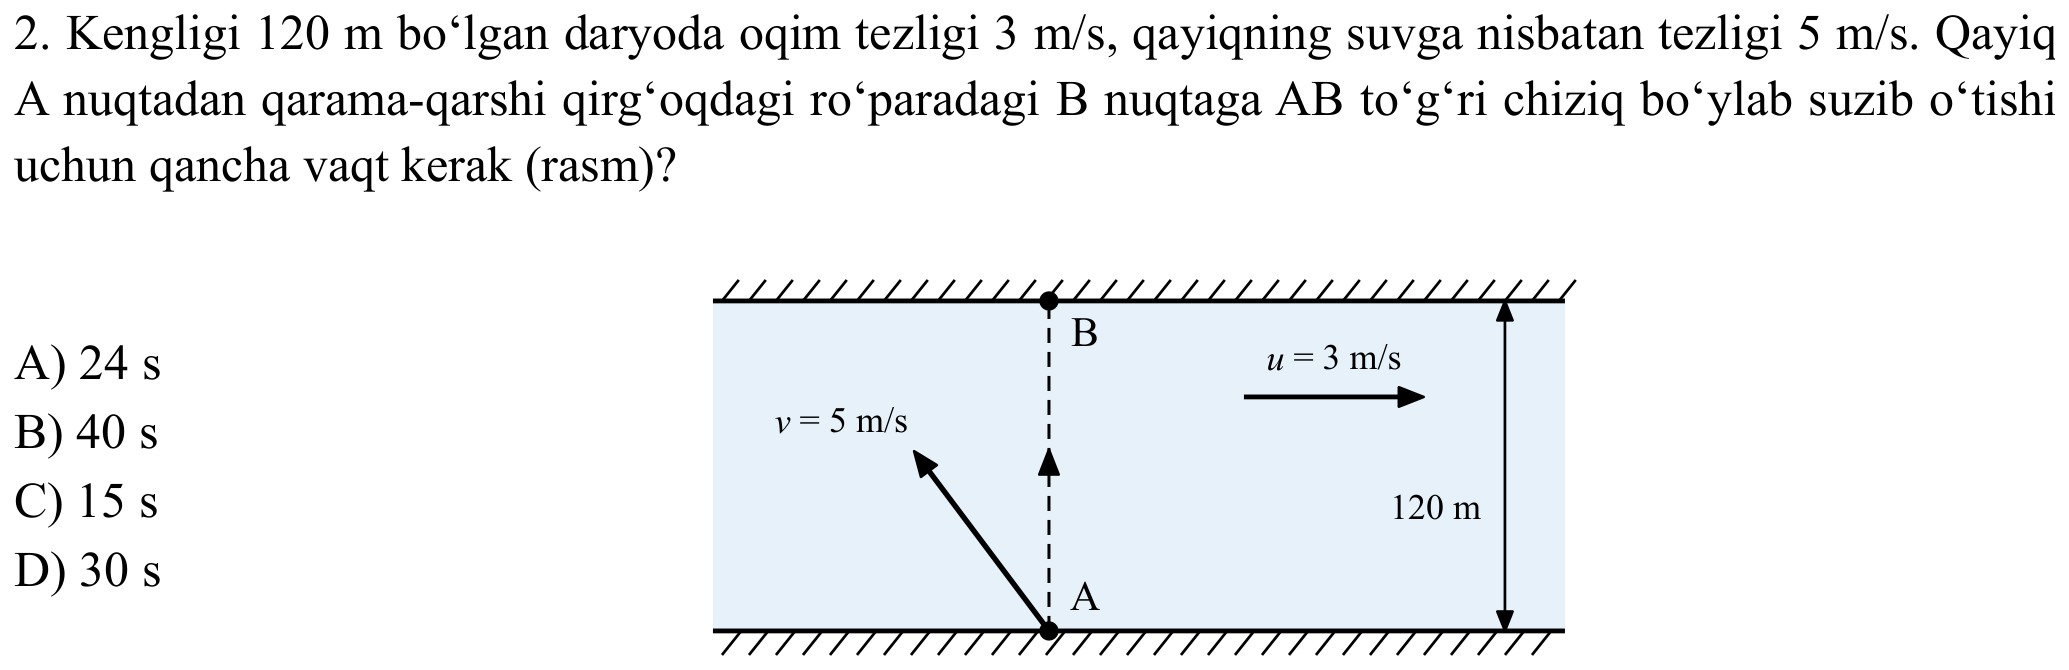 2. Kengligi 120 m bo‘lgan daryoda oqim tezligi 3 m/s, qayiqning suvga nisbatan tezligi 5 m/s. Qayiq
A nuqtadan qarama-qarshi qirg‘oqdagi ro‘paradagi B nuqtaga AB to‘g‘ri chiziq bo‘ylab suzib o‘tishi
uchun qancha vaqt kerak (rasm)?
A) 24 s
B) 40 s
C) 15 s
D) 30 s
B
u = 3 m/s
v = 5 m/s
120 m
A